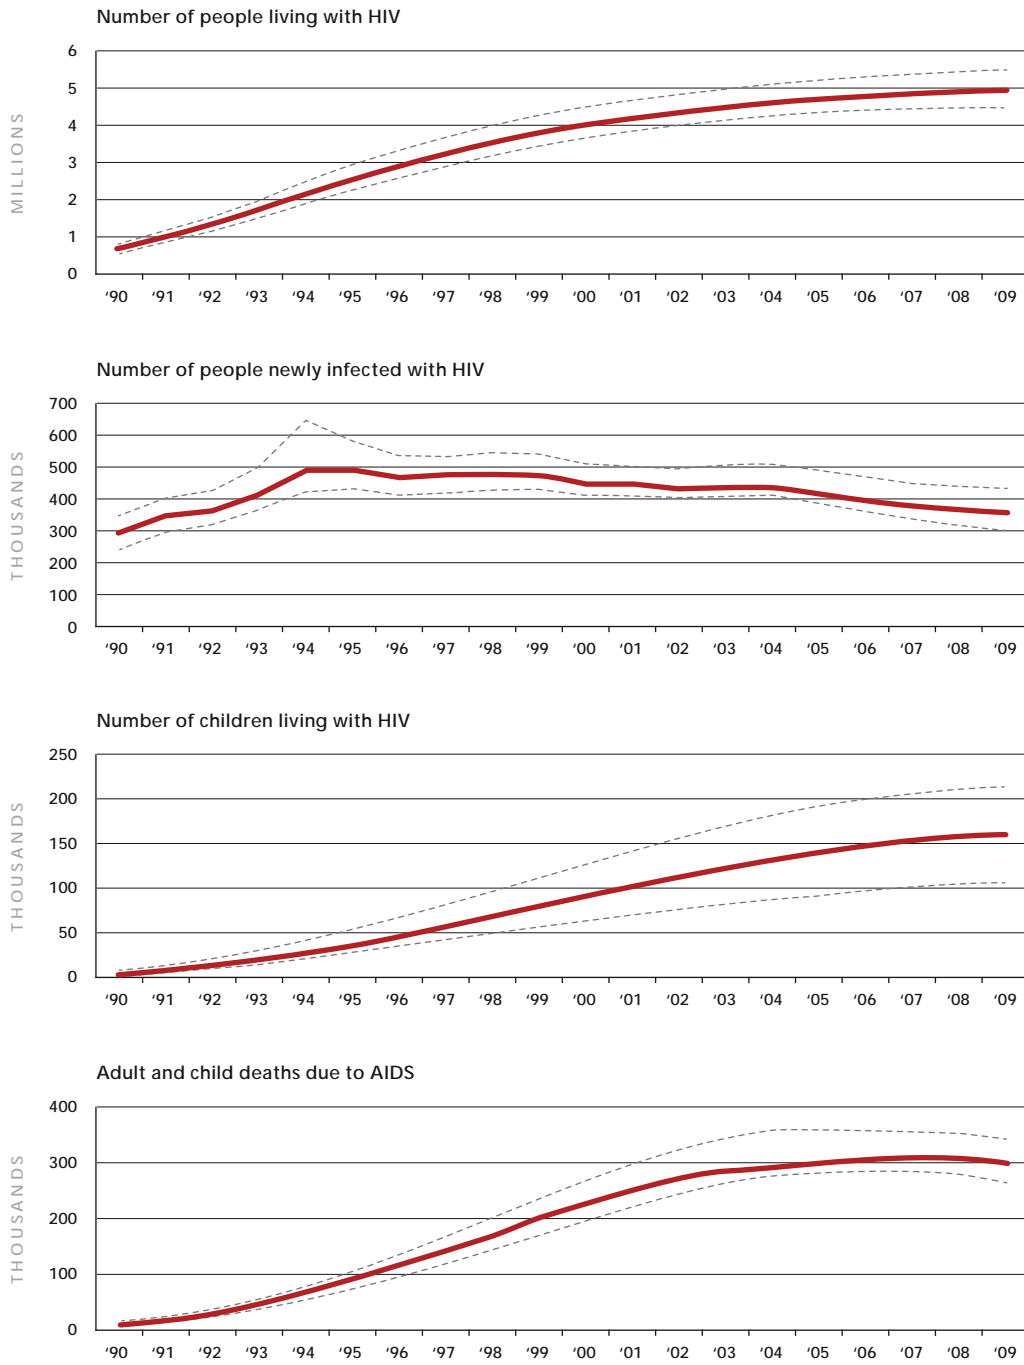 Number of people living with HIV
MILLIONS
6
5
4
3
2
1
0
‘90 ‘91 ‘92 ‘93 ‘94 ‘95 ‘96 ‘97 ‘98 ‘99 ‘00 ‘01 ‘02 ‘03 ‘04 ‘05 ‘06 ‘07 ‘08 ‘09
Number of people newly infected with HIV
THOUSANDS
700
600
500
400
300
200
100
0
‘90 ‘91 ‘92 ‘93 ‘94 ‘95 ‘96 ‘97 ‘98 ‘99 ‘00 ‘01 ‘02 ‘03 ‘04 ‘05 ‘06 ‘07 ‘08 ‘09
Number of children living with HIV
THOUSANDS
250
200
150
100
50
0
‘90 ‘91 ‘92 ‘93 ‘94 ‘95 ‘96 ‘97 ‘98 ‘99 ‘00 ‘01 ‘02 ‘03 ‘04 ‘05 ‘06 ‘07 ‘08 ‘09
Adult and child deaths due to AIDS
THOUSANDS
400
300
200
100
0
‘90 ‘91 ‘92 ‘93 ‘94 ‘95 ‘96 ‘97 ‘98 ‘99 ‘00 ‘01 ‘02 ‘03 ‘04 ‘05 ‘06 ‘07 ‘08 ‘09